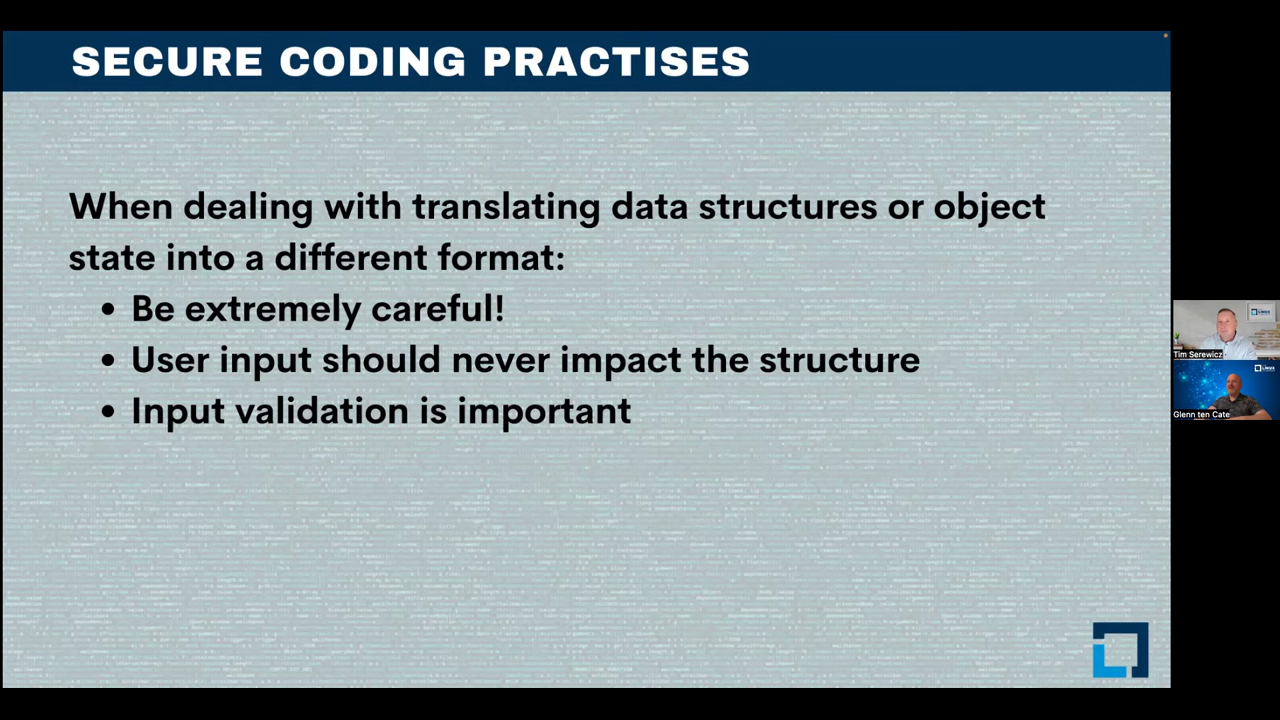 SECURE CODING PRACTISES
When dealing with translating data structures or object
state into a different format:
• Be extremely careful!
• User input should never impact the structure
• Input validation is important
Tim Serewicz
Glenn ten Cate